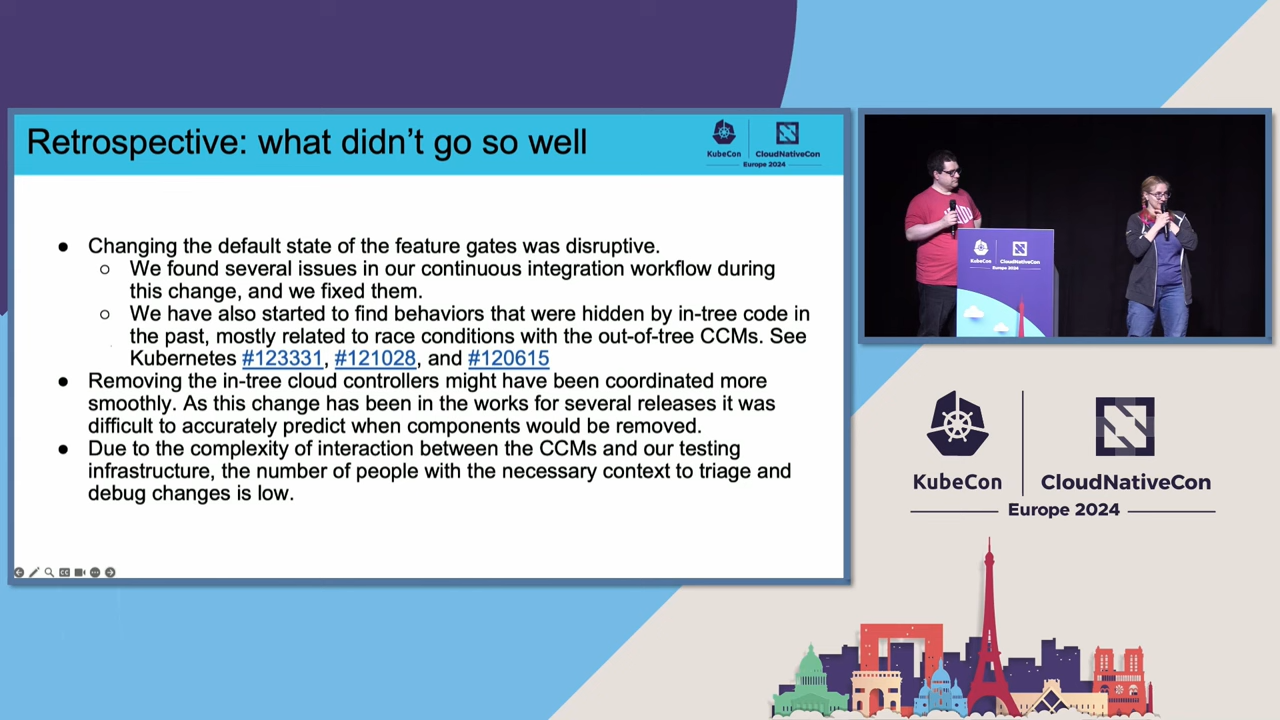 Retrospective: what didn't go so well
KubeCon
CloudNativeCon
Europe 2024
● Changing the default state of the feature gates was disruptive.
○ We found several issues in our continuous integration workflow during
this change, and we fixed them.
○ We have also started to find behaviors that were hidden by in-tree code in
the past, mostly related to race conditions with the out-of-tree CCMs. See
Kubernetes #123331, #121028, and #120615
● Removing the in-tree cloud controllers might have been coordinated more
smoothly. As this change has been in the works for several releases it was
difficult to accurately predict when components would be removed.
● Due to the complexity of interaction between the CCMs and our testing
infrastructure, the number of people with the necessary context to triage and
debug changes is low.
KubeCon
CloudNativeCon
Europe 2024
KubeCon
CloudNativeCon
Europe 2024